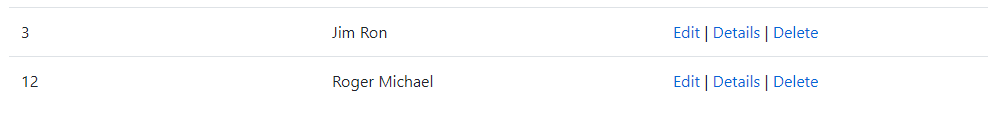 3 Jim Ron Edit | Details | Delete
12 Roger Michael Edit | Details | Delete